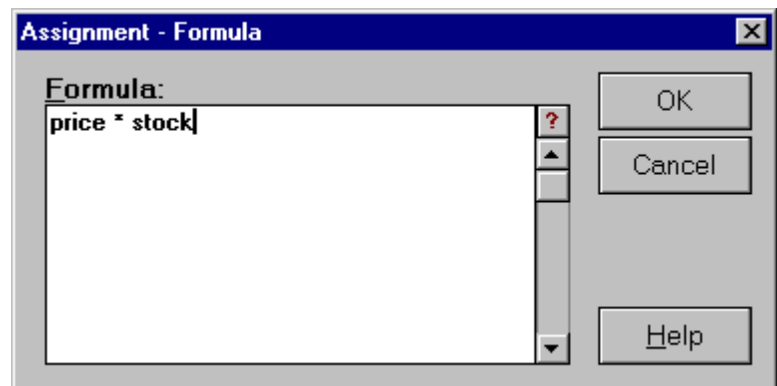 Assignment - Formula
Formula:
price * stock
?
OK
Cancel
Help